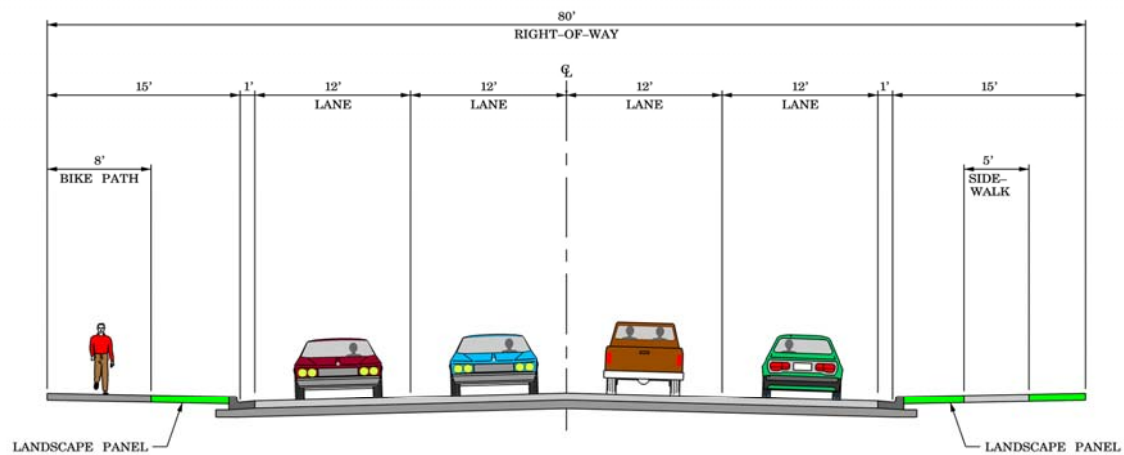 80'
RIGHT–OF–WAY
℄
15'
1'
12'
LANE
12'
LANE
12'
LANE
12'
LANE
1'
15'
8'
BIKE PATH
5'
SIDE–
WALK
LANDSCAPE PANEL
LANDSCAPE PANEL